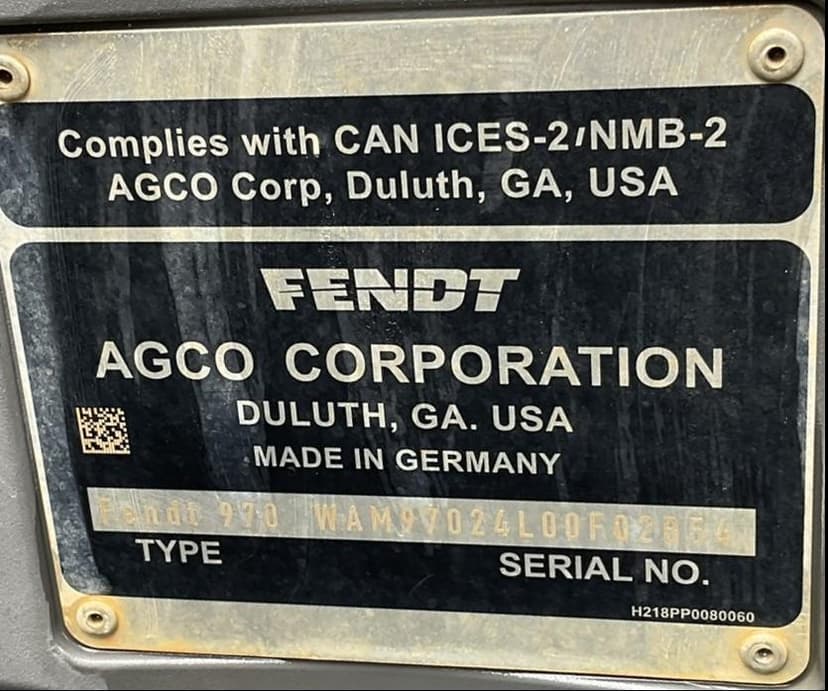 Complies with CAN ICES-2/NMB-2
AGCO Corp, Duluth, GA, USA
FENDT
AGCO CORPORATION
DULUTH, GA. USA
MADE IN GERMANY
Fendt 970
TYPE
SERIAL NO.
H218PP0080060